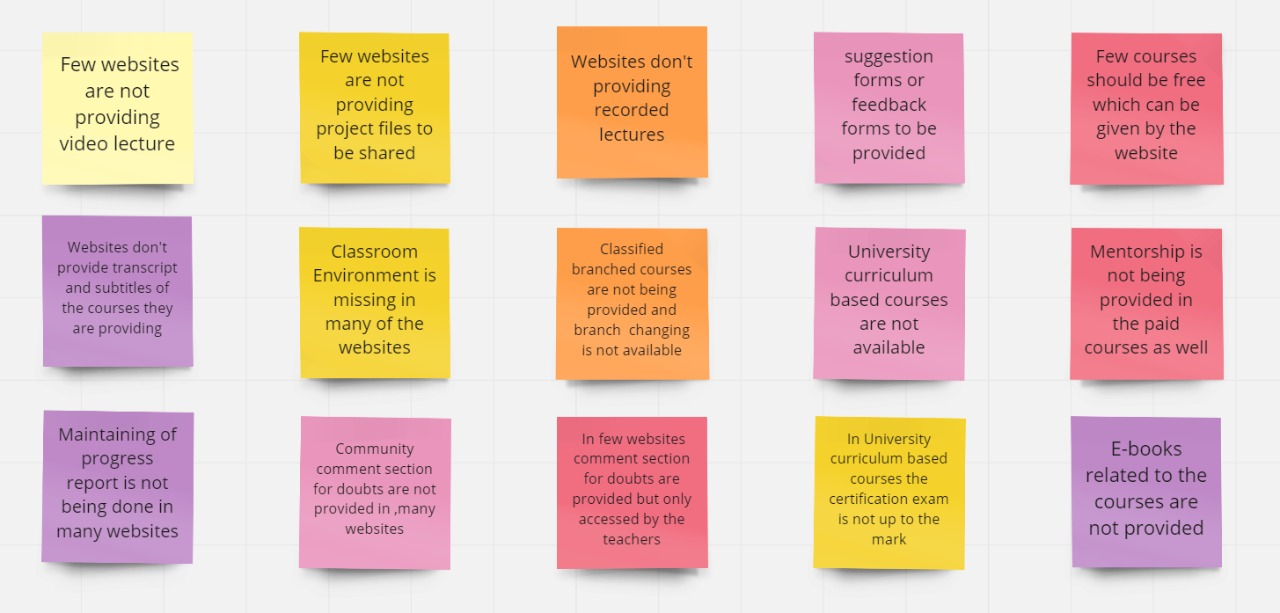 Few websites
are not
providing
video lecture
Few websites
are not
providing
project files to
be shared
Websites don't
providing
recorded
lectures
suggestion
forms or
feedback
forms to be
provided
Few courses
should be free
which can be
given by the
website
Websites don't
provide transcript
and subtitles of
the courses they
are providing
Classroom
Environment is
missing in
many of the
websites
Classified
branched courses
are not being
provided and
branch changing
is not available
University
curriculum
based courses
are not
available
Mentorship is
not being
provided in
the paid
courses as well
Maintaining of
progress
report is not
being done in
many websites
Community
comment section
for doubts are not
provided in ,many
websites
In few websites
comment section
for doubts are
provided but only
accessed by the
teachers
In University
curriculum based
courses the
certification exam
is not up to the
mark
E-books
related to the
courses are
not provided